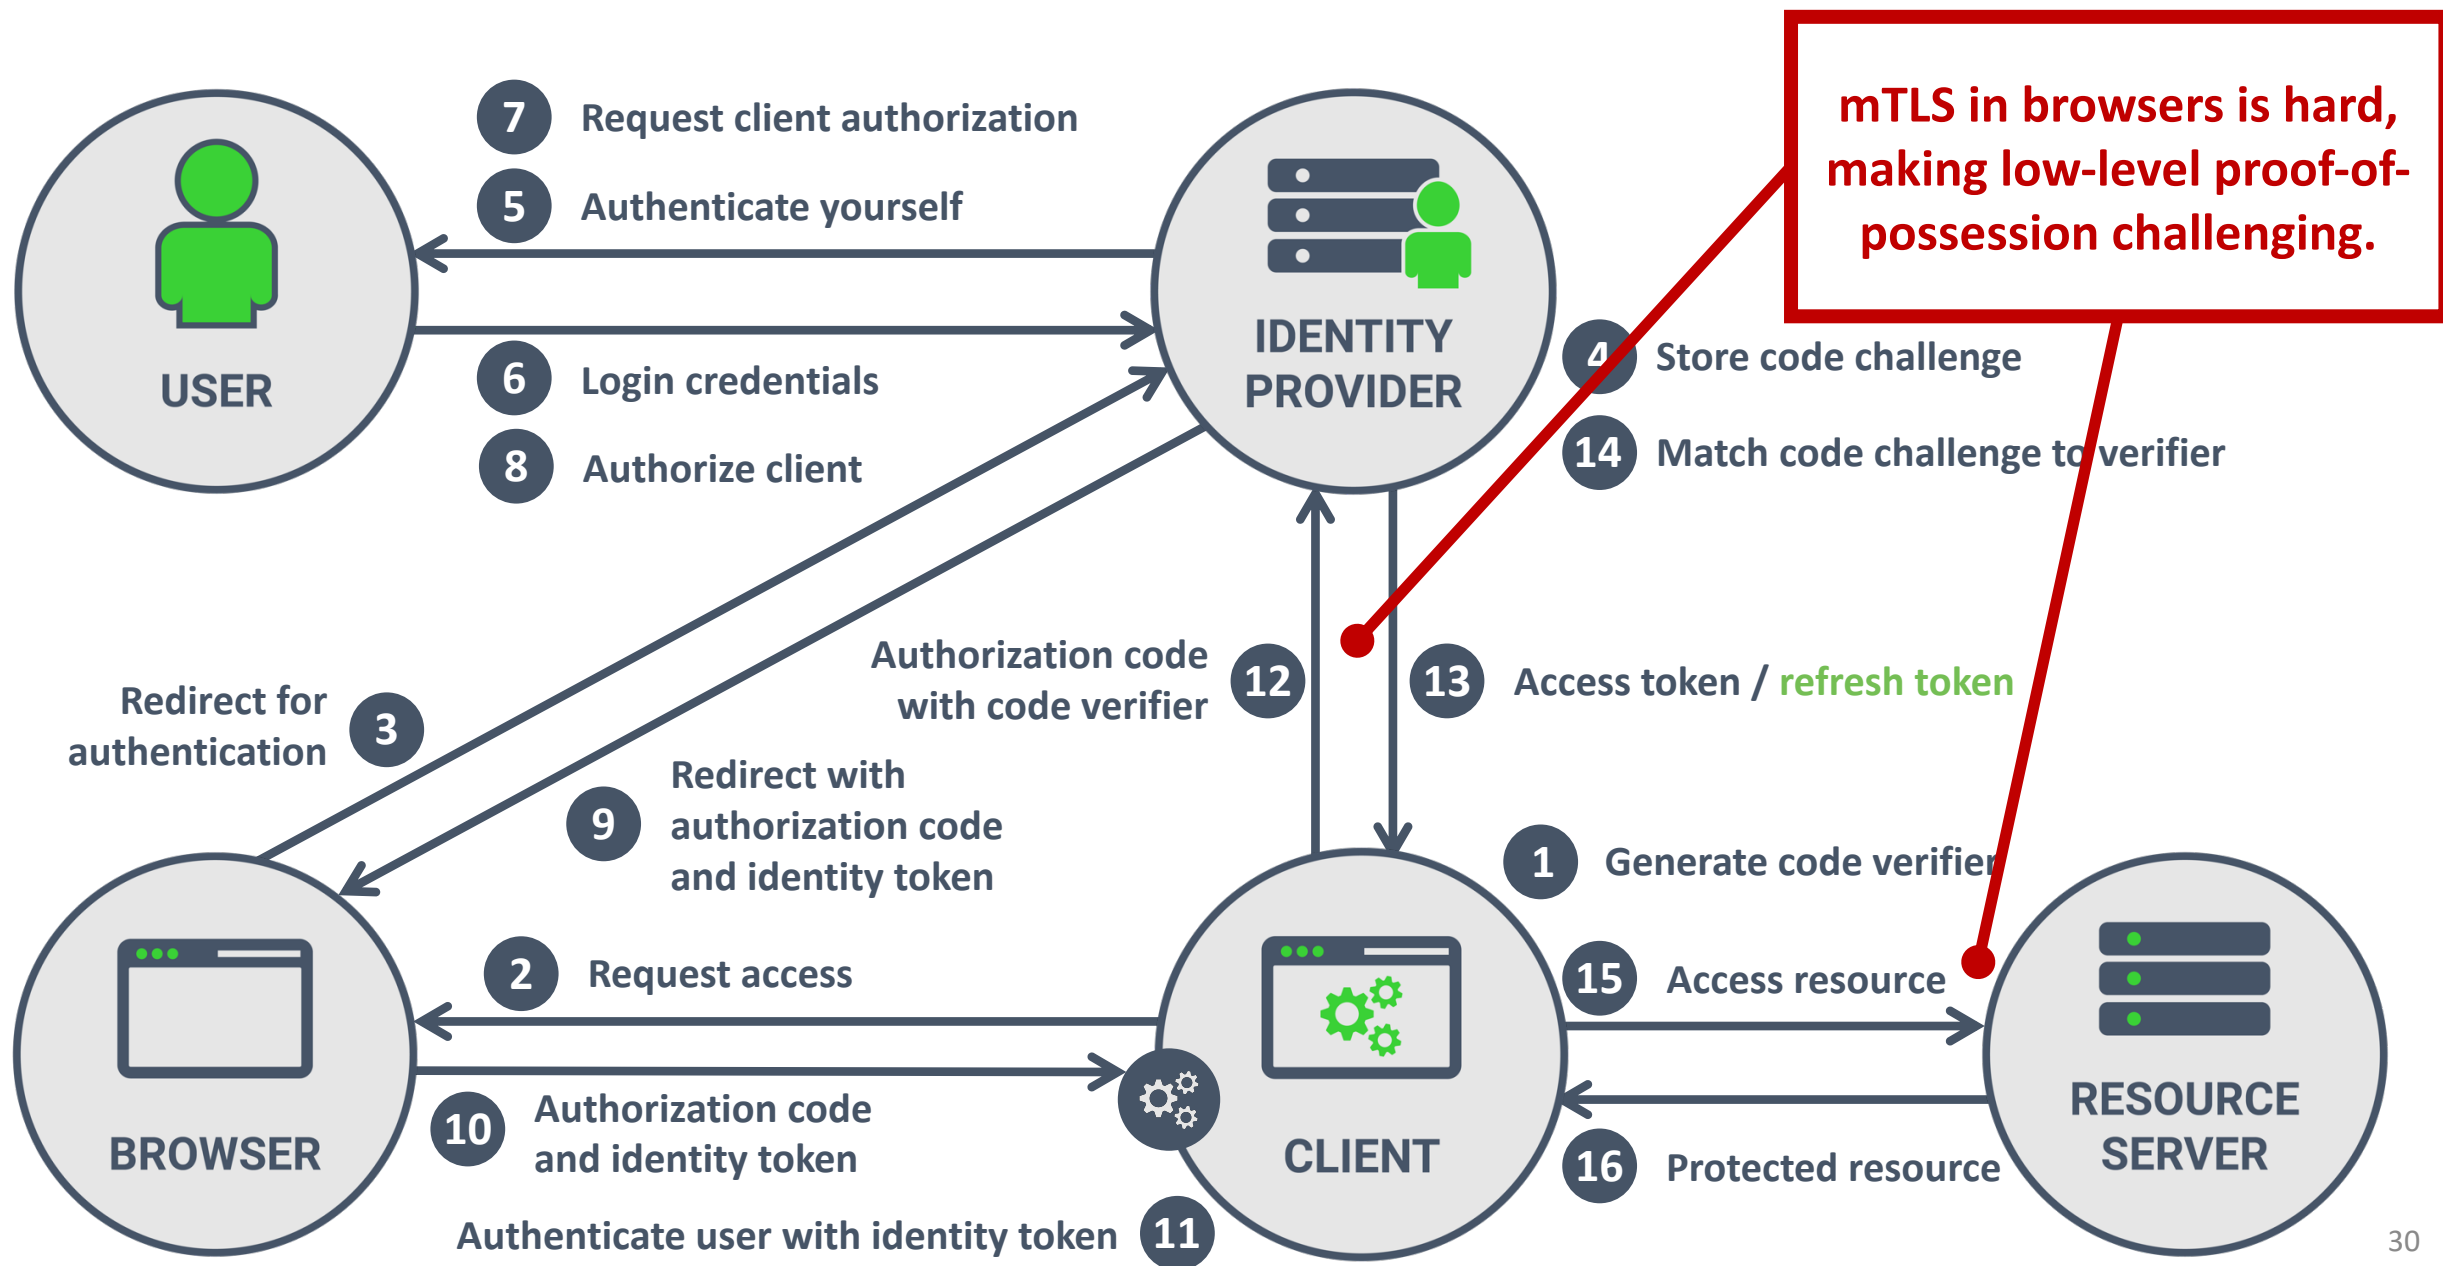 mTLS in browsers is hard,
making low-level proof-of-
possession challenging.
7 Request client authorization
5 Authenticate yourself
6 Login credentials
8 Authorize client
USER
IDENTITY
PROVIDER
4 Store code challenge
14 Match code challenge to verifier
Redirect for
authentication
3
Authorization code
with code verifier
12
13 Access token / refresh token
9
Redirect with
authorization code
and identity token
1 Generate code verifier
2 Request access
15 Access resource
BROWSER
10
Authorization code
and identity token
CLIENT
16 Protected resource
RESOURCE
SERVER
Authenticate user with identity token 11
30